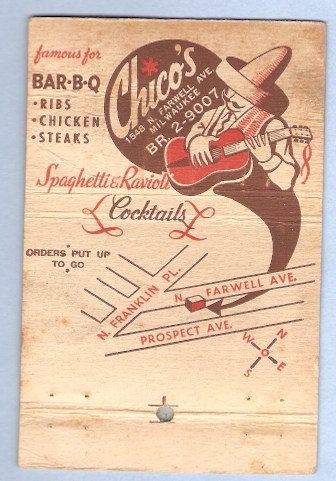 famous for
BAR-B-Q
• RIBS
• CHICKEN
• STEAKS
Chico's
1548 N. FARWELL AVE.
MILWAUKEE
BR 2-9007
Spaghetti & Ravioli
Cocktails
ORDERS PUT UP
TO GO
N. FRANKLIN PL.
N. FARWELL AVE.
PROSPECT AVE.
N
W O E
S